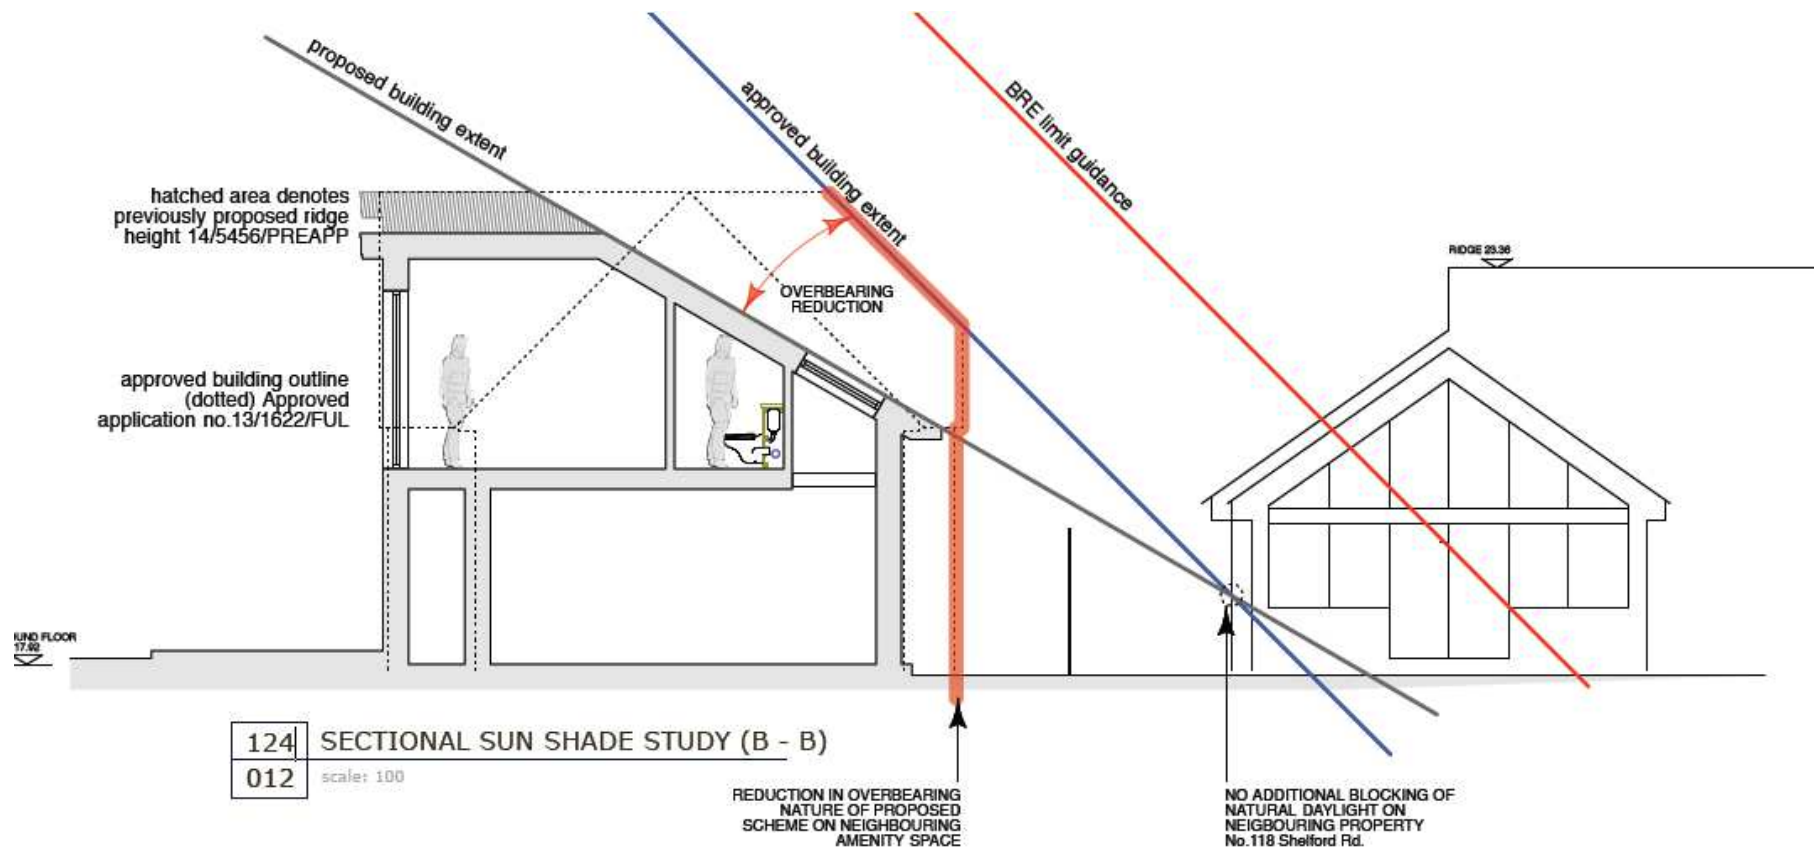 proposed building extent
approved building extent
BRE limit guidance
hatched area denotes
previously proposed ridge
height 14/5456/PREAPP
OVERBEARING
REDUCTION
RIDGE 23.36
approved building outline
(dotted) Approved
application no.13/1622/FUL
UND FLOOR
17.92
124
SECTIONAL SUN SHADE STUDY (B - B)
012
scale: 100
REDUCTION IN OVERBEARING
NATURE OF PROPOSED
SCHEME ON NEIGHBOURING
AMENITY SPACE
NO ADDITIONAL BLOCKING OF
NATURAL DAYLIGHT ON
NEIGBOURING PROPERTY
No.118 Shelford Rd.